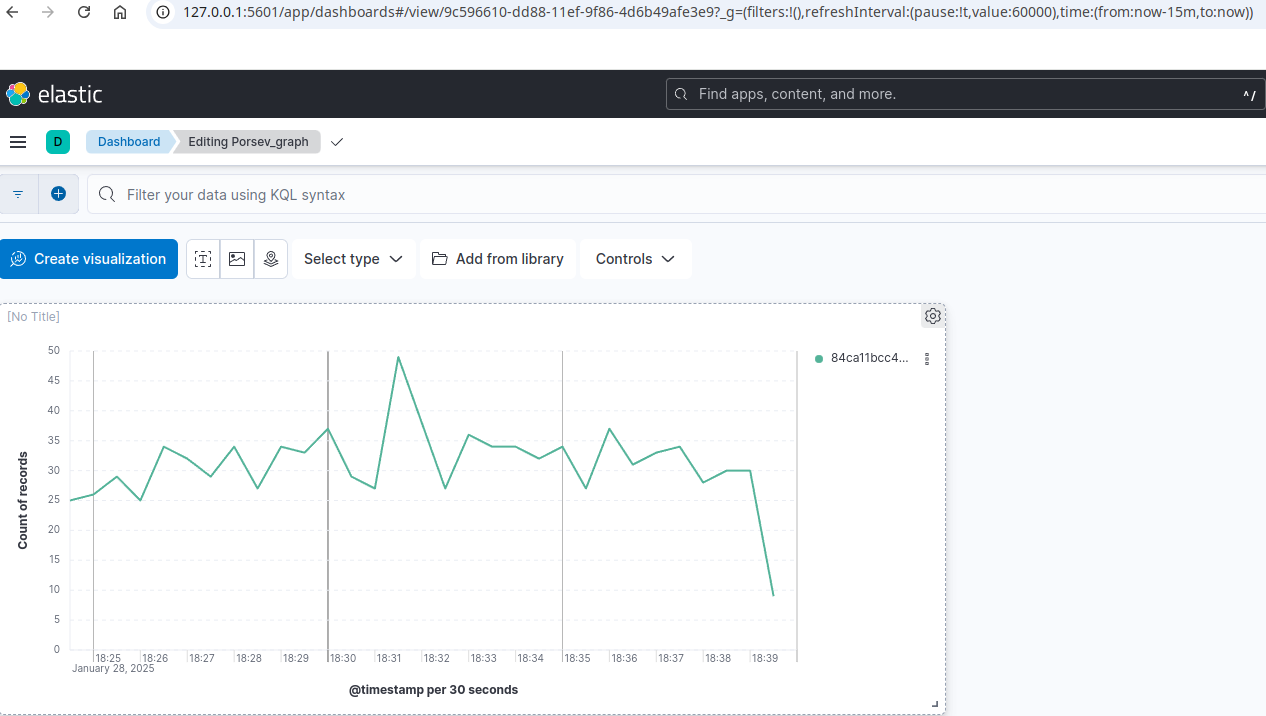 127.0.0.1:5601/app/dashboards#/view/9c596610-dd88-11ef-9f86-4d6b49afe3e9?_g=(filters:!(),refreshInterval:(pause:!t,value:60000),time:(from:now-15m,to:now))
elastic
Find apps, content, and more.
^/
D
Dashboard
Editing Porsev_graph
Filter your data using KQL syntax
Create visualization
Select type
Add from library
Controls
[No Title]
84ca11bcc4...
Count of records
50
45
40
35
30
25
20
15
10
5
0
18:25 18:26 18:27 18:28 18:29 18:30 18:31 18:32 18:33 18:34 18:35 18:36 18:37 18:38 18:39
January 28, 2025
@timestamp per 30 seconds